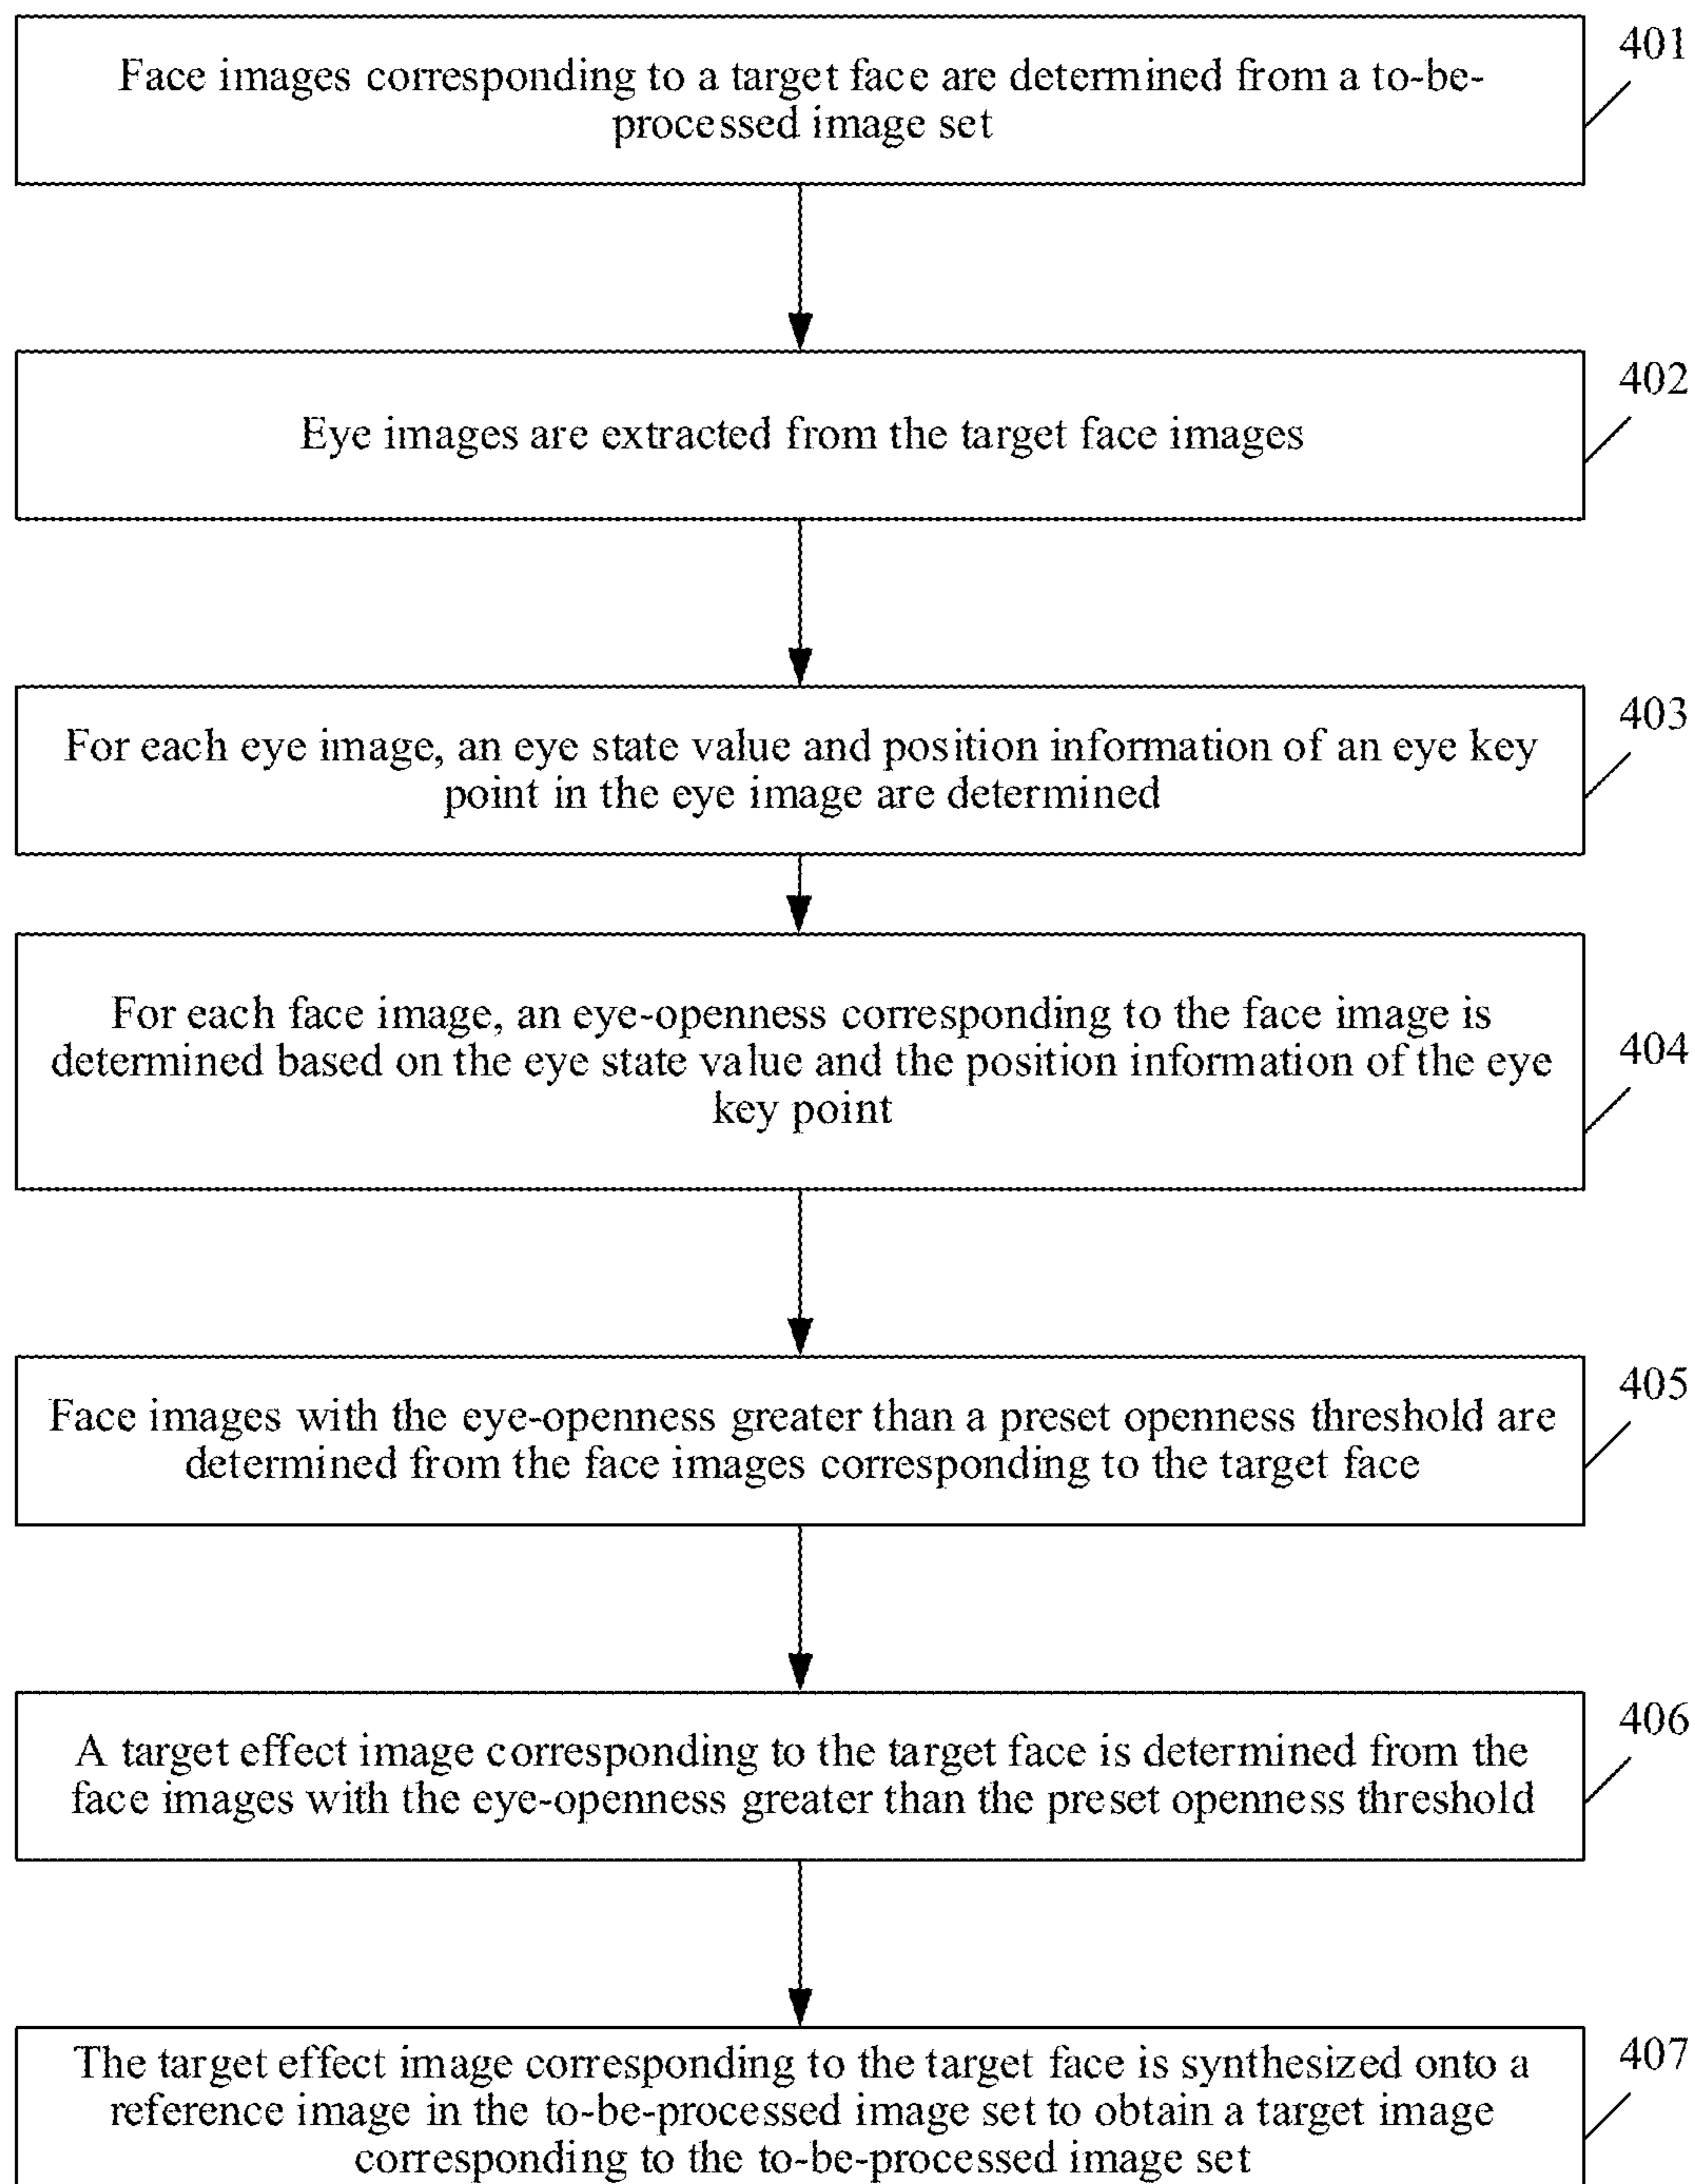 401
Face images corresponding to a target face are determined from a to-be-
processed image set
402
Eye images are extracted from the target face images
403
For each eye image, an eye state value and position information of an eye key
point in the eye image are determined
404
For each face image, an eye-openness corresponding to the face image is
determined based on the eye state value and the position information of the eye
key point
405
Face images with the eye-openness greater than a preset openness threshold are
determined from the face images corresponding to the target face
406
A target effect image corresponding to the target face is determined from the
face images with the eye-openness greater than the preset openness threshold
407
The target effect image corresponding to the target face is synthesized onto a
reference image in the to-be-processed image set to obtain a target image
corresponding to the to-be-processed image set